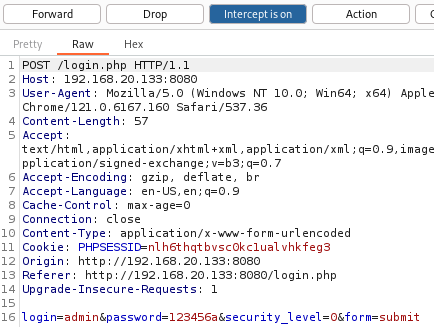 Forward Drop Intercept is on Action
Pretty Raw Hex
1 POST /login.php HTTP/1.1
2 Host: 192.168.20.133:8080
3 User-Agent: Mozilla/5.0 (Windows NT 10.0; Win64; x64) Apple
Chrome/121.0.6167.160 Safari/537.36
4 Content-Length: 57
5 Accept:
text/html,application/xhtml+xml,application/xml;q=0.9,image
pplication/signed-exchange;v=b3;q=0.7
6 Accept-Encoding: gzip, deflate, br
7 Accept-Language: en-US,en;q=0.9
8 Cache-Control: max-age=0
9 Connection: close
10 Content-Type: application/x-www-form-urlencoded
11 Cookie: PHPSESSID=nlh6thqtbvsc0kc1ualvhkfeg3
12 Origin: http://192.168.20.133:8080
13 Referer: http://192.168.20.133:8080/login.php
14 Upgrade-Insecure-Requests: 1
15
16 login=admin&password=123456a&security_level=0&form=submit